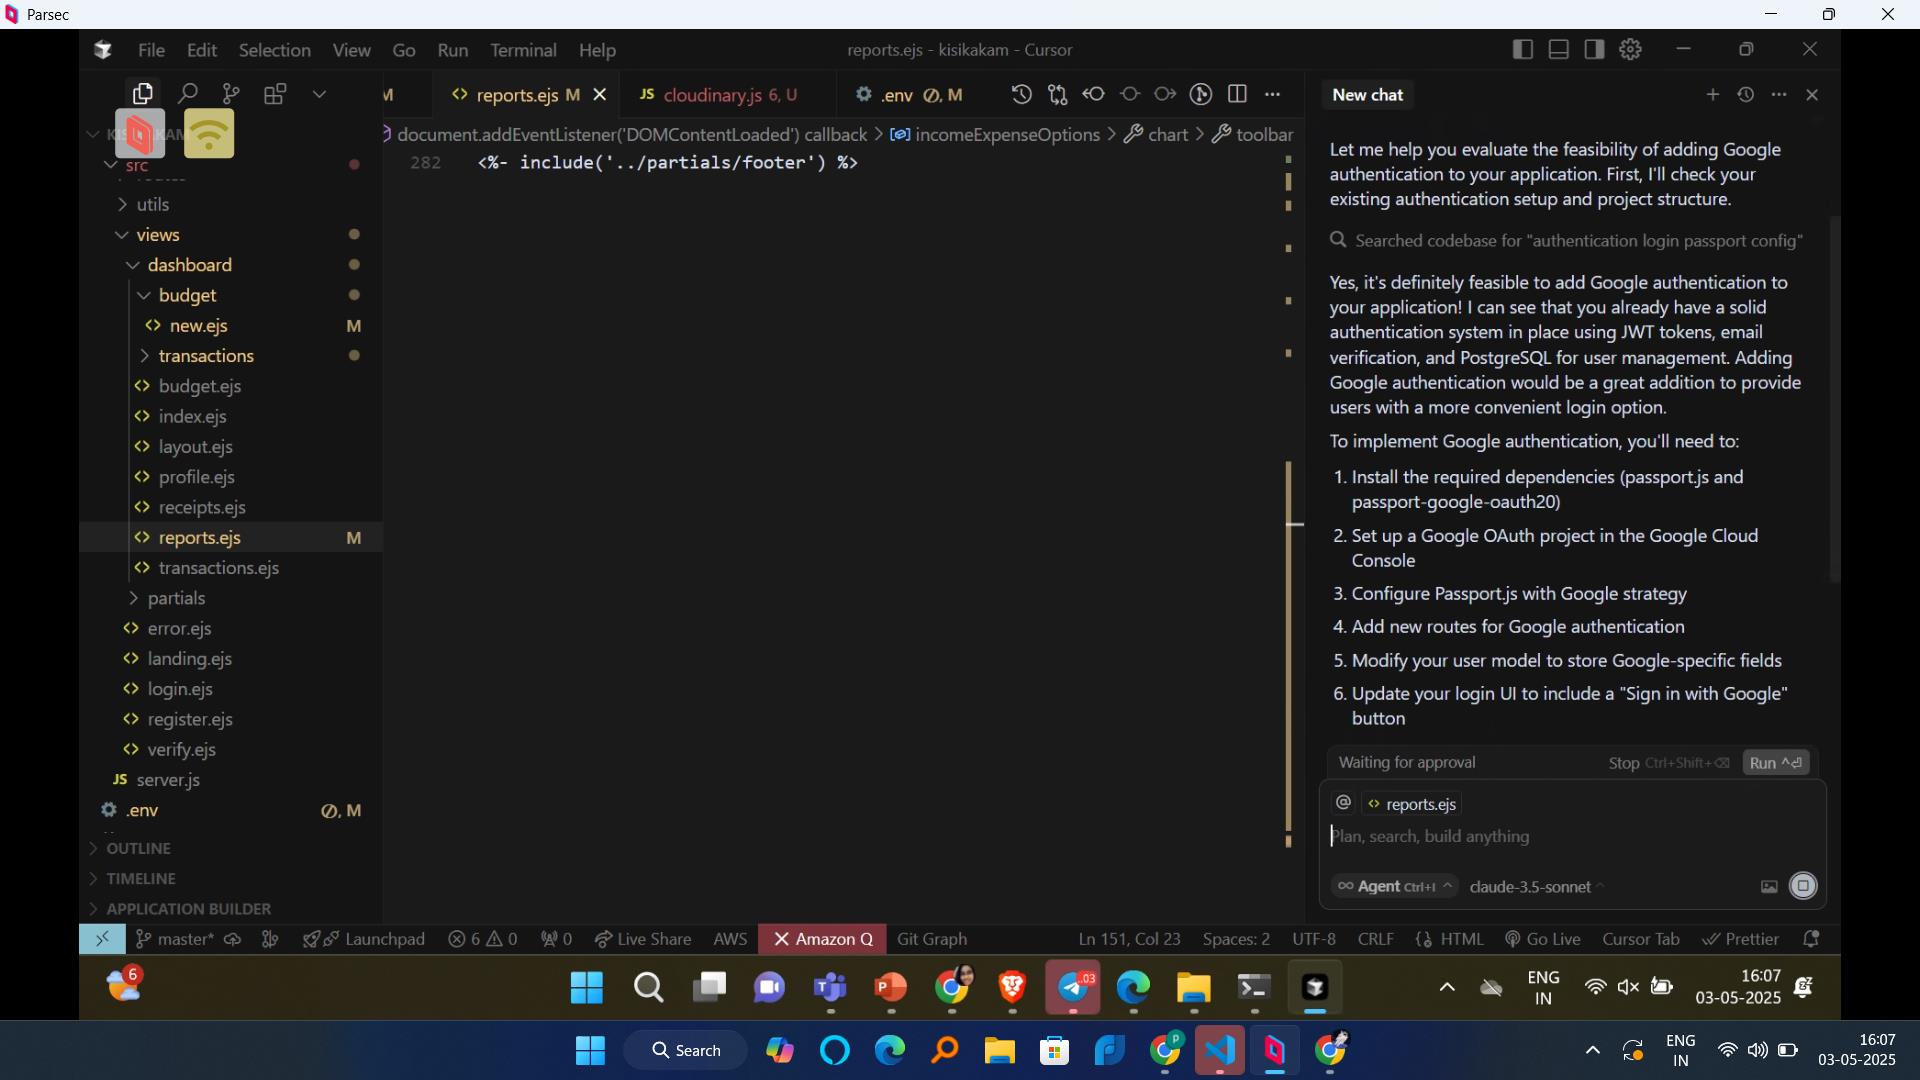 Parsec
File Edit Selection View Go Run Terminal Help
reports.ejs - kisikakam - Cursor
M
reports.ejs M
JS cloudinary.js 6, U
.env M
New chat
document.addEventListener('DOMContentLoaded') callback > incomeExpenseOptions > chart > toolbar
282 <%- include('../partials/footer') %>
src
utils
views
dashboard
budget
new.ejs M
transactions
budget.ejs
index.ejs
layout.ejs
profile.ejs
receipts.ejs
reports.ejs M
transactions.ejs
partials
error.ejs
landing.ejs
login.ejs
register.ejs
verify.ejs
JS server.js
.env , M
OUTLINE
TIMELINE
APPLICATION BUILDER
Let me help you evaluate the feasibility of adding Google
authentication to your application. First, I'll check your
existing authentication setup and project structure.
Searched codebase for "authentication login passport config"
Yes, it's definitely feasible to add Google authentication to
your application! I can see that you already have a solid
authentication system in place using JWT tokens, email
verification, and PostgreSQL for user management. Adding
Google authentication would be a great addition to provide
users with a more convenient login option.
To implement Google authentication, you'll need to:
1. Install the required dependencies (passport.js and
passport-google-oauth20)
2. Set up a Google OAuth project in the Google Cloud
Console
3. Configure Passport.js with Google strategy
4. Add new routes for Google authentication
5. Modify your user model to store Google-specific fields
6. Update your login UI to include a "Sign in with Google"
button
Waiting for approval Stop Ctrl+Shift+⌫ Run ^⏎
@ reports.ejs
Plan, search, build anything
∞ Agent Ctrl+I claude-3.5-sonnet
master* Launchpad 6 0 0 Live Share AWS Amazon Q Git Graph
Ln 151, Col 23 Spaces: 2 UTF-8 CRLF HTML Go Live Cursor Tab Prettier
6
.03
ENG
IN
16:07
03-05-2025
Search
ENG
IN
16:07
03-05-2025